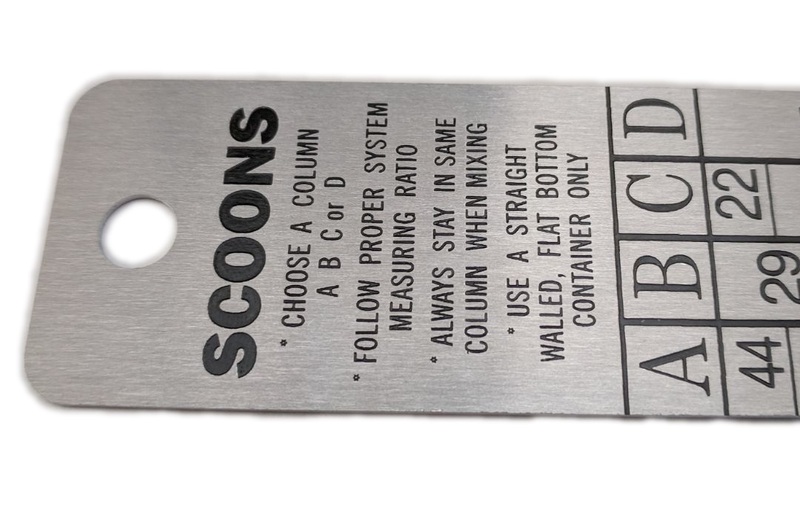 SCOONS
* CHOOSE A COLUMN
A B C or D
* FOLLOW PROPER SYSTEM
MEASURING RATIO
* ALWAYS STAY IN SAME
COLUMN WHEN MIXING
* USE A STRAIGHT
WALLED, FLAT BOTTOM
CONTAINER ONLY
A B C D
44 29 22